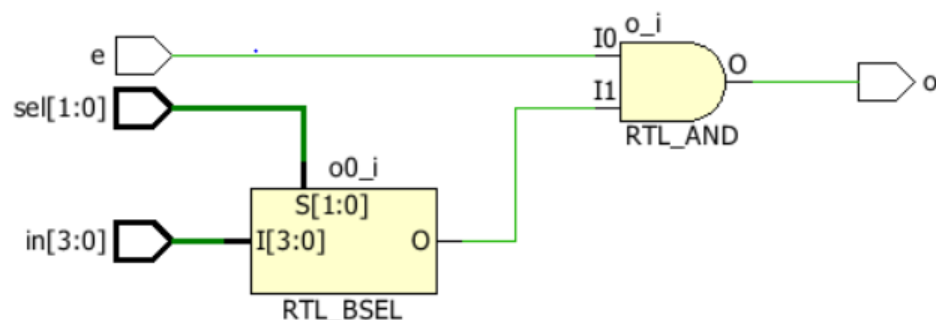 o_i
e
I0
O
o
sel[1:0]
I1
RTL_AND
o0_i
S[1:0]
in[3:0]
I[3:0]
O
RTL_BSEL